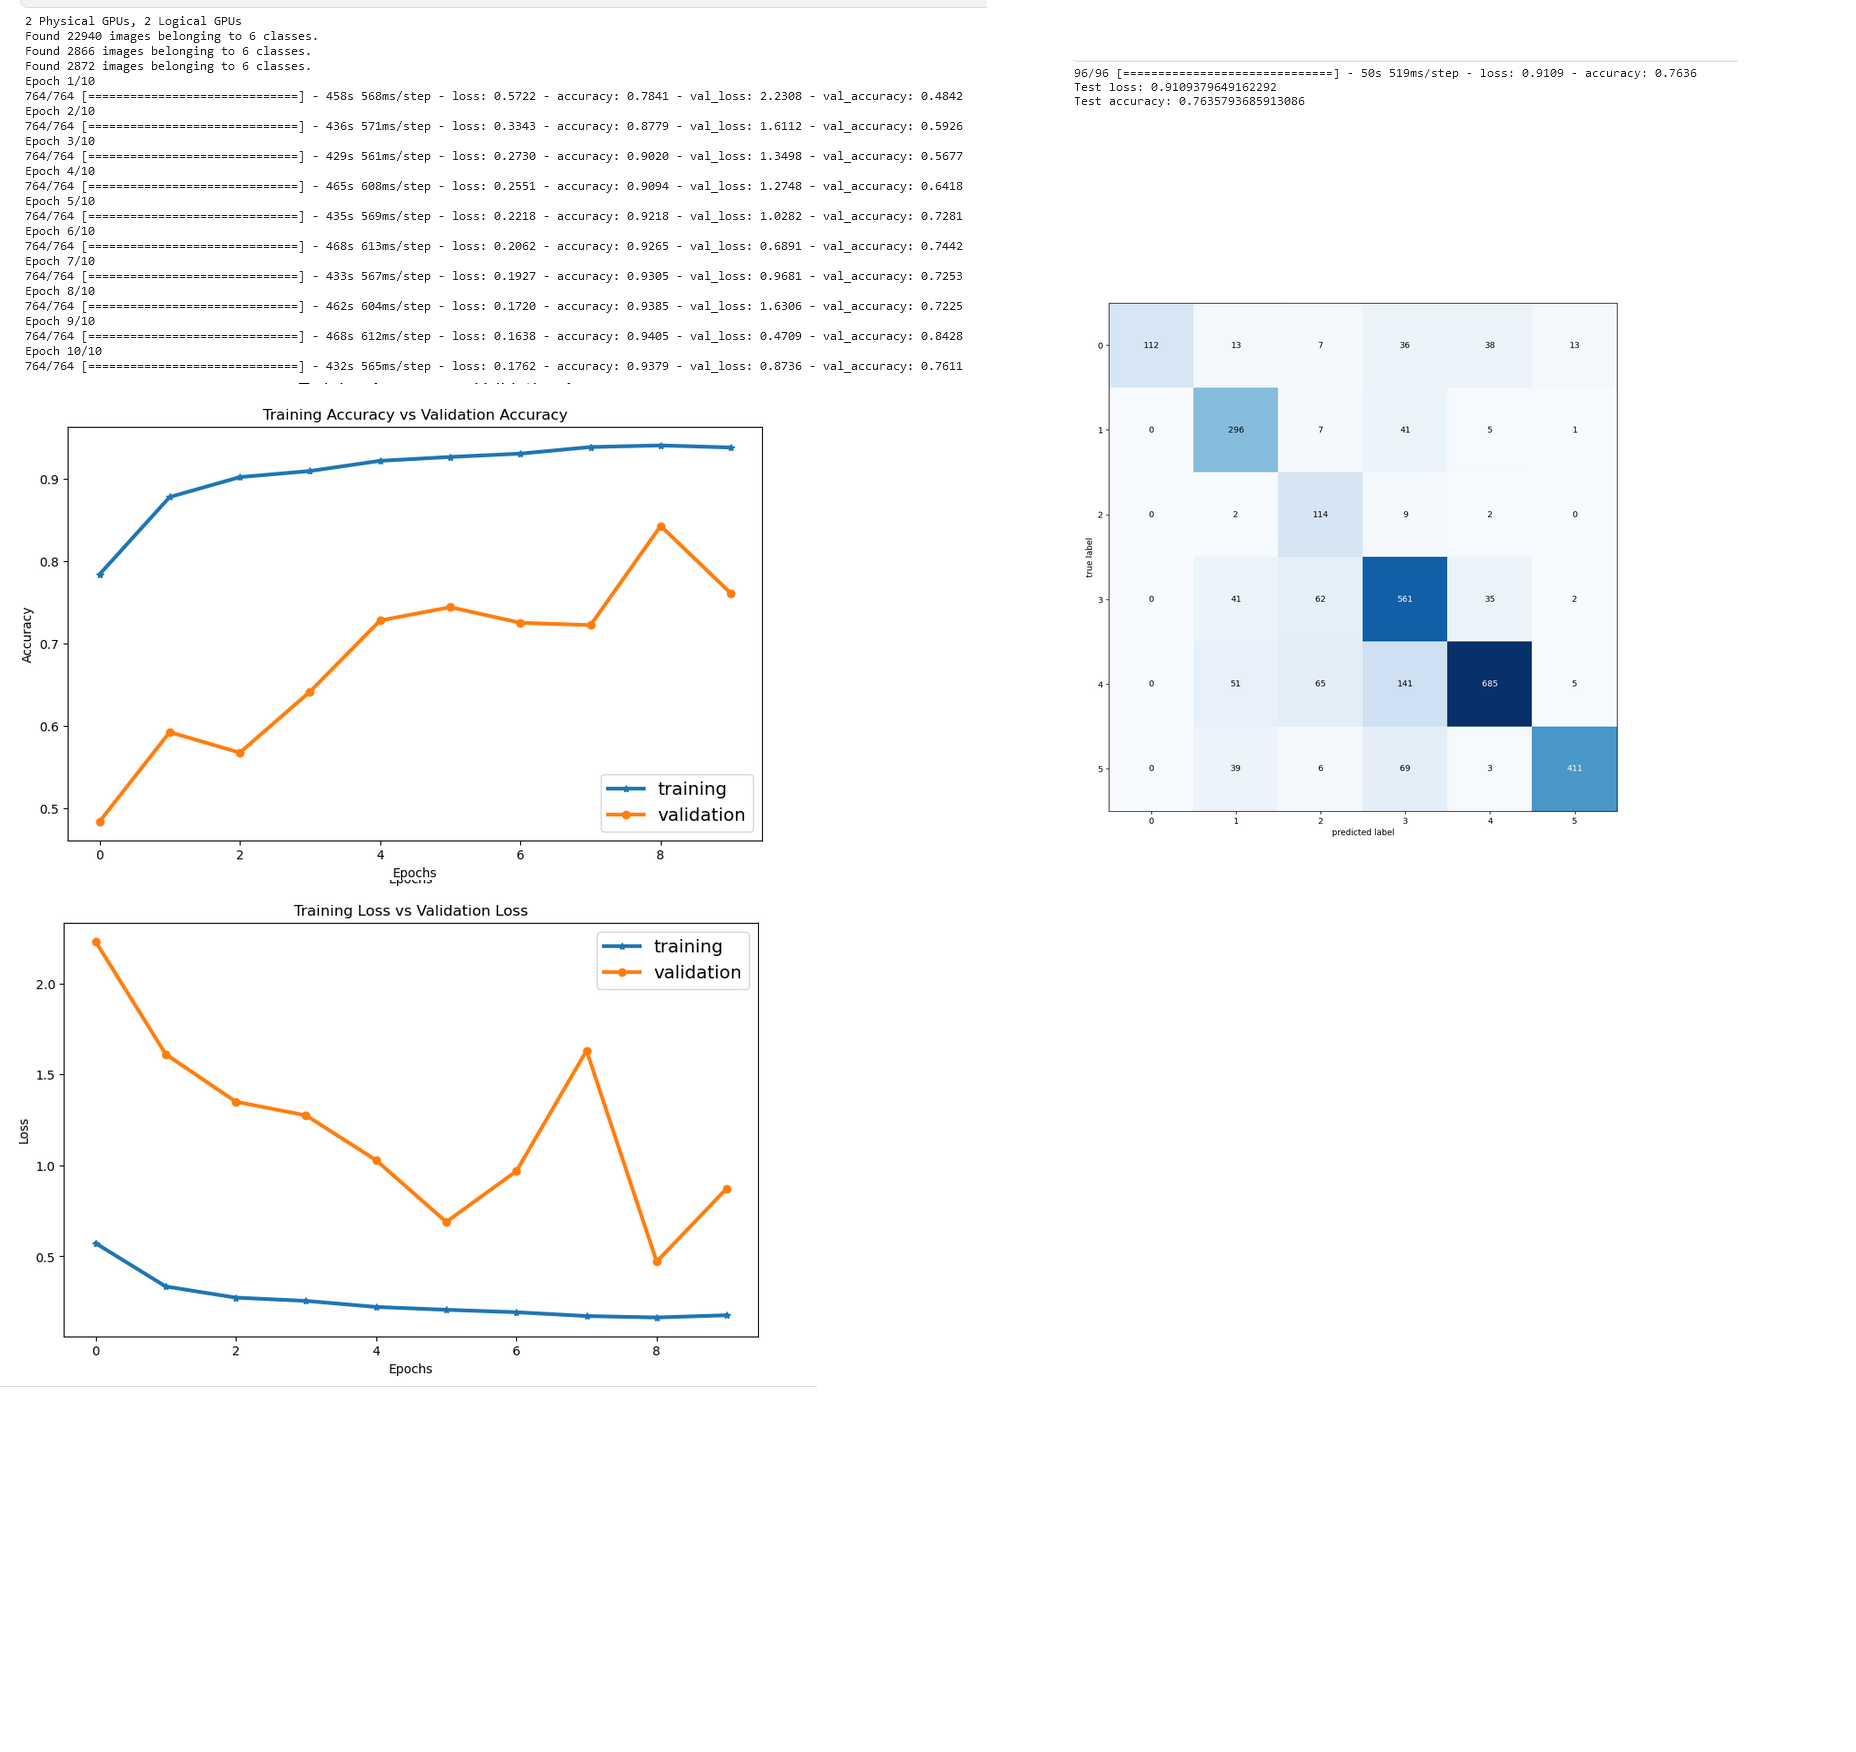 2 Physical GPUs, 2 Logical GPUs
Found 22940 images belonging to 6 classes.
Found 2866 images belonging to 6 classes.
Found 2872 images belonging to 6 classes.
Epoch 1/10
764/764 [==============================] - 458s 568ms/step - loss: 0.5722 - accuracy: 0.7841 - val_loss: 2.2308 - val_accuracy: 0.4842
Epoch 2/10
764/764 [==============================] - 436s 571ms/step - loss: 0.3343 - accuracy: 0.8779 - val_loss: 1.6112 - val_accuracy: 0.5926
Epoch 3/10
764/764 [==============================] - 429s 561ms/step - loss: 0.2730 - accuracy: 0.9020 - val_loss: 1.3498 - val_accuracy: 0.5677
Epoch 4/10
764/764 [==============================] - 465s 608ms/step - loss: 0.2551 - accuracy: 0.9094 - val_loss: 1.2748 - val_accuracy: 0.6418
Epoch 5/10
764/764 [==============================] - 435s 569ms/step - loss: 0.2218 - accuracy: 0.9218 - val_loss: 1.0282 - val_accuracy: 0.7281
Epoch 6/10
764/764 [==============================] - 468s 613ms/step - loss: 0.2062 - accuracy: 0.9265 - val_loss: 0.6891 - val_accuracy: 0.7442
Epoch 7/10
764/764 [==============================] - 433s 567ms/step - loss: 0.1927 - accuracy: 0.9305 - val_loss: 0.9681 - val_accuracy: 0.7253
Epoch 8/10
764/764 [==============================] - 462s 604ms/step - loss: 0.1720 - accuracy: 0.9385 - val_loss: 1.6306 - val_accuracy: 0.7225
Epoch 9/10
764/764 [==============================] - 468s 612ms/step - loss: 0.1638 - accuracy: 0.9405 - val_loss: 0.4709 - val_accuracy: 0.8428
Epoch 10/10
764/764 [==============================] - 432s 565ms/step - loss: 0.1762 - accuracy: 0.9379 - val_loss: 0.8736 - val_accuracy: 0.7611
Training Accuracy vs Validation Accuracy
0.9
0.8
0.7
0.6
0.5
Accuracy
training
validation
0 2 4 6 8
Epochs
Training Loss vs Validation Loss
training
validation
2.0
1.5
1.0
0.5
Loss
0 2 4 6 8
Epochs
96/96 [==============================] - 50s 519ms/step - loss: 0.9109 - accuracy: 0.7636
Test loss: 0.9109379649162292
Test accuracy: 0.7635793685913086
0 112 13 7 36 38 13
1 0 296 7 41 5 1
2 0 2 114 9 2 0
true label
3 0 41 62 561 35 2
4 0 51 65 141 685 5
5 0 39 6 69 3 411
0 1 2 3 4 5
predicted label